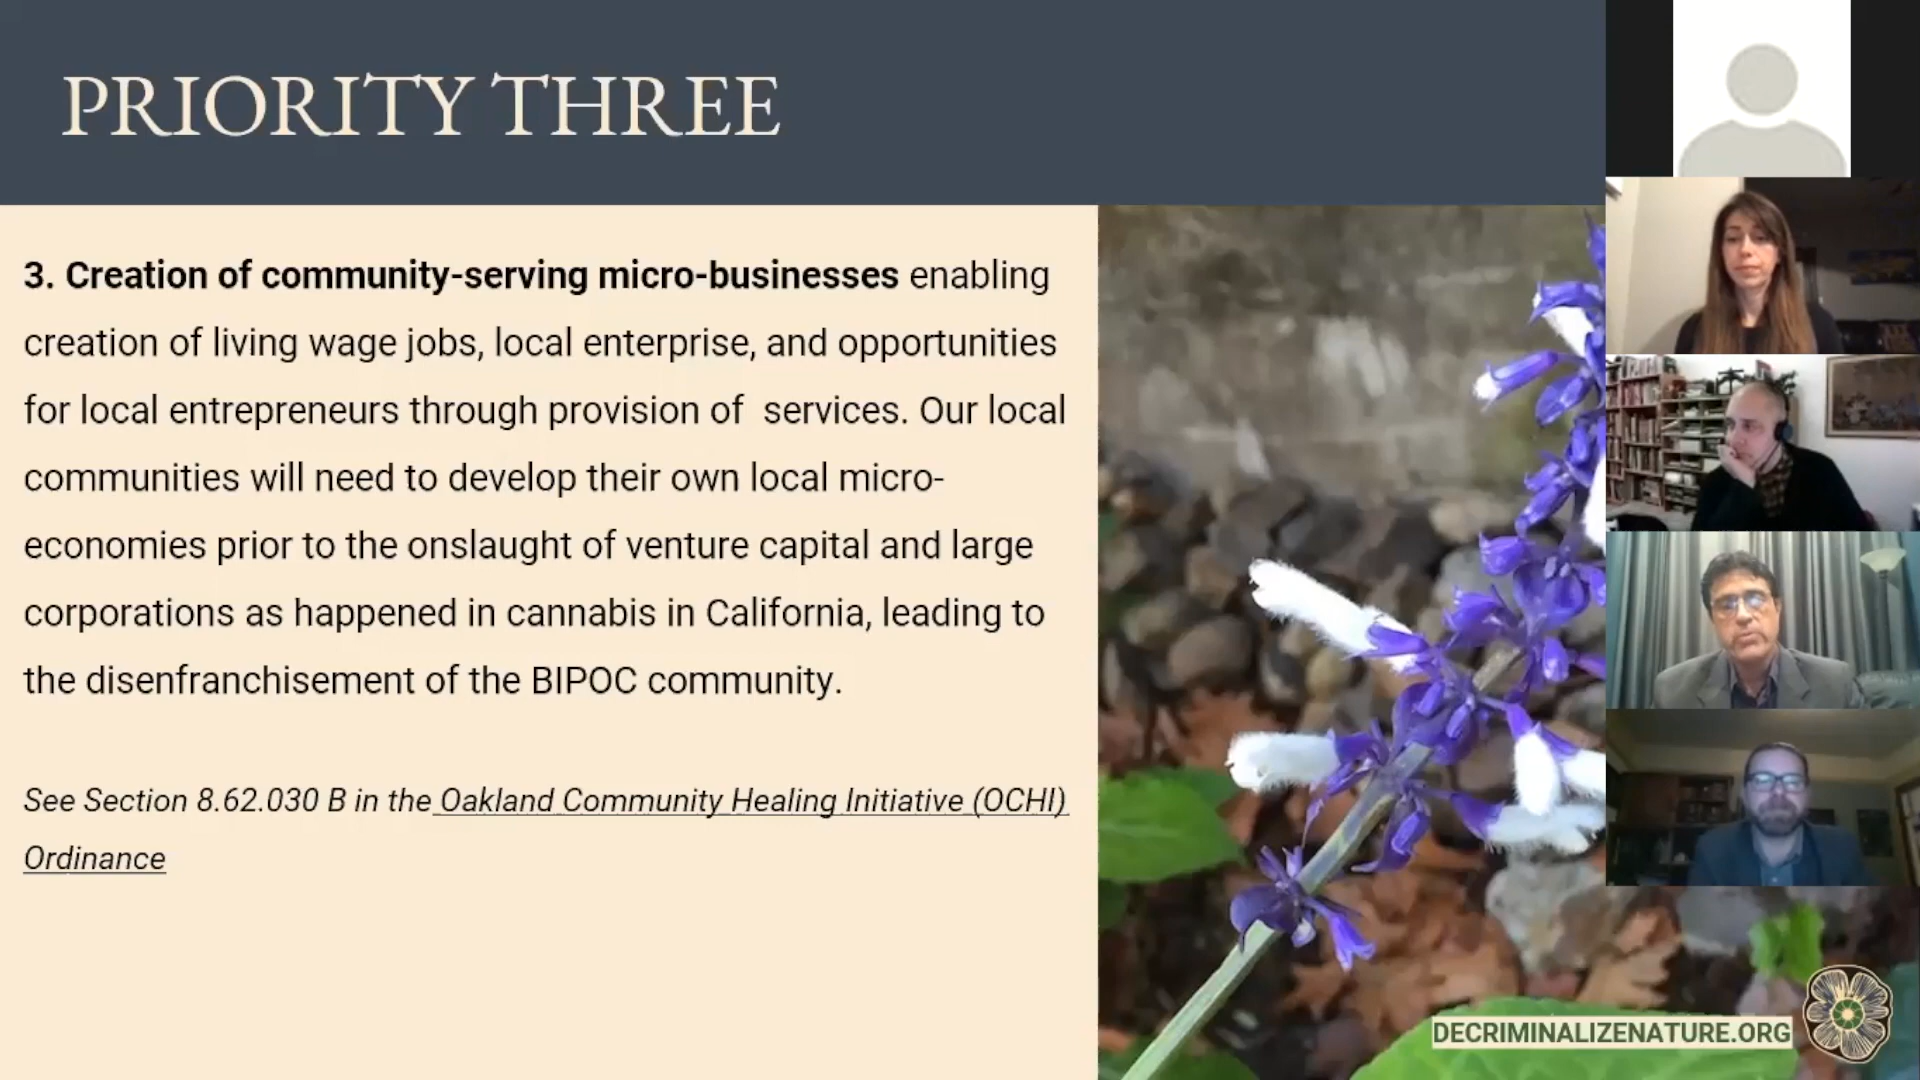 PRIORITY THREE
3. Creation of community-serving micro-businesses enabling
creation of living wage jobs, local enterprise, and opportunities
for local entrepreneurs through provision of  services. Our local
communities will need to develop their own local micro-
economies prior to the onslaught of venture capital and large
corporations as happened in cannabis in California, leading to
the disenfranchisement of the BIPOC community.
See Section 8.62.030 B in the Oakland Community Healing Initiative (OCHI)
Ordinance
DECRIMINALIZENATURE.ORG